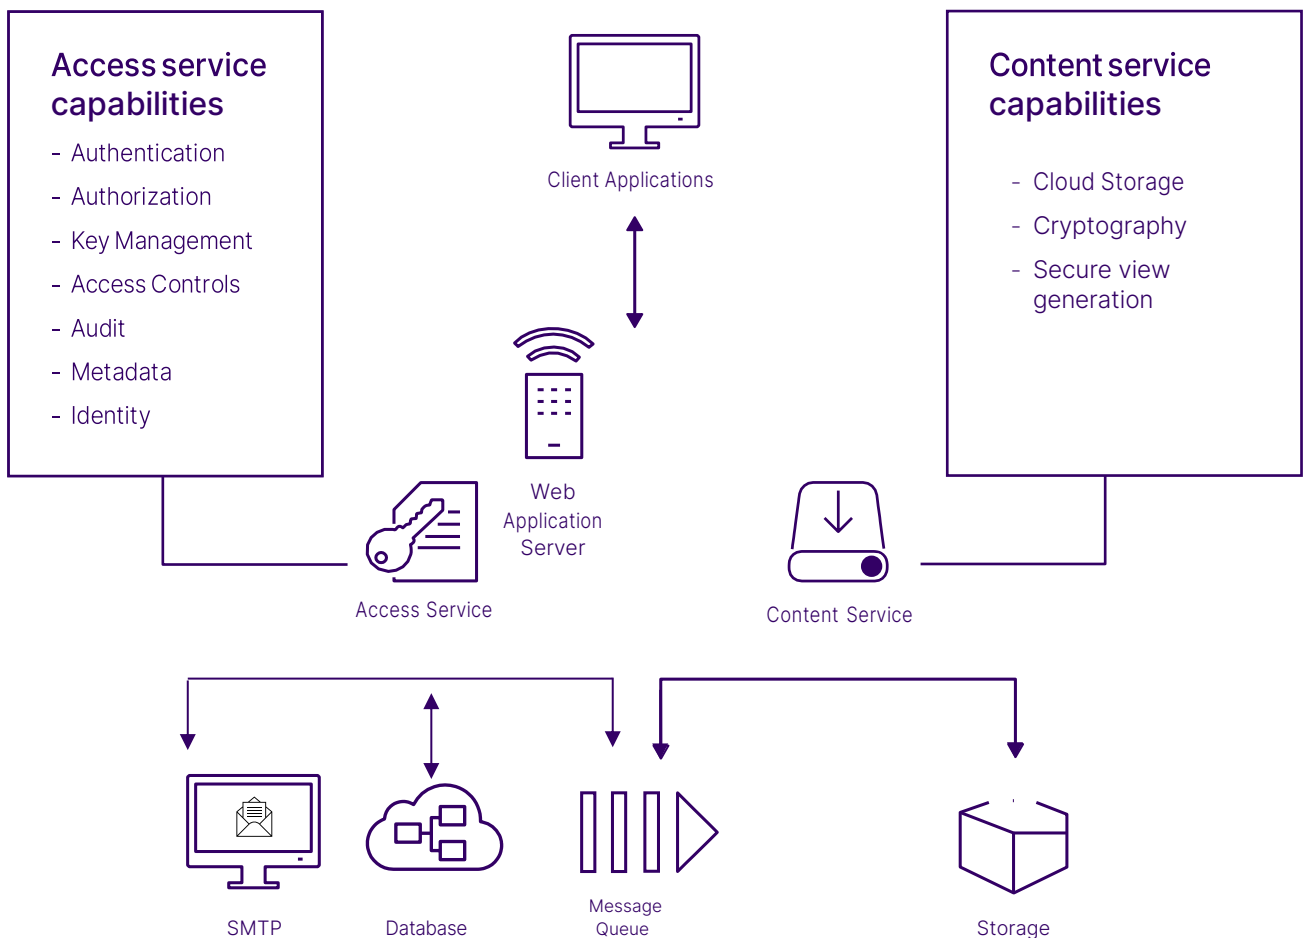 Access service
capabilities
- Authentication
- Authorization
- Key Management
- Access Controls
- Audit
- Metadata
- Identity
Client Applications
Content service
capabilities
- Cloud Storage
- Cryptography
- Secure view
generation
Web
Application
Server
Access Service
Content Service
SMTP
Database
Message
Queue
Storage